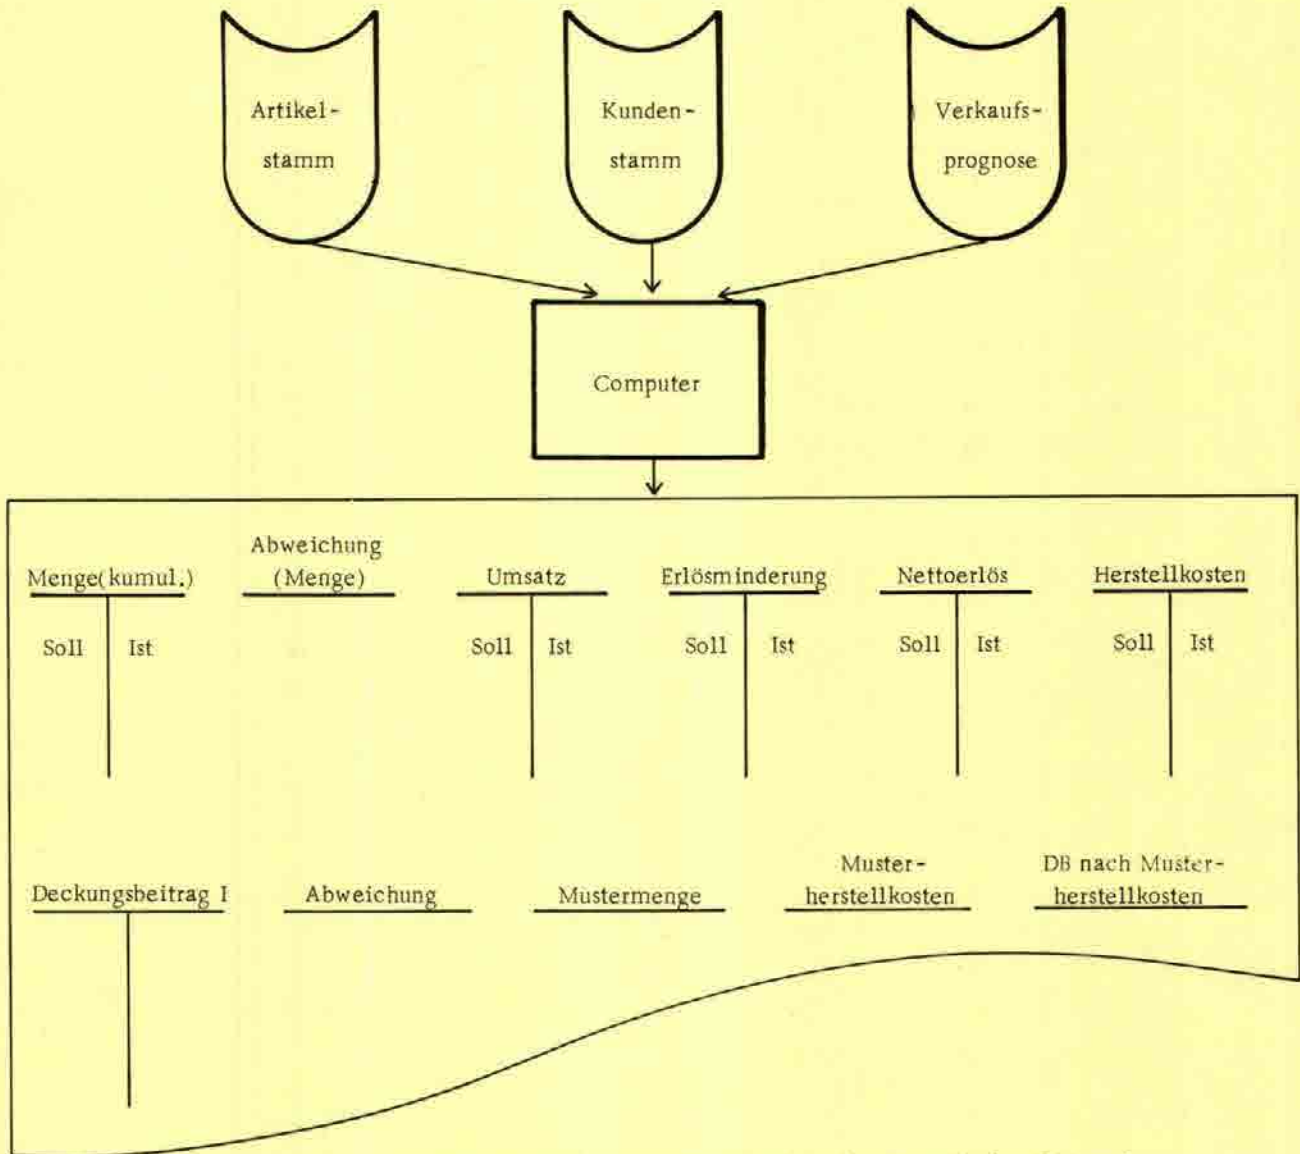 Artikel-
stamm
Kunden-
stamm
Verkaufs-
prognose
Computer
Menge(kumul.)
Abweichung
(Menge)
Umsatz
Erlösminderung
Nettoerlös
Herstellkosten
Soll Ist
Soll Ist
Soll Ist
Soll Ist
Soll Ist
Deckungsbeitrag I
Abweichung
Mustermenge
Muster-
herstellkosten
DB nach Muster-
herstellkosten